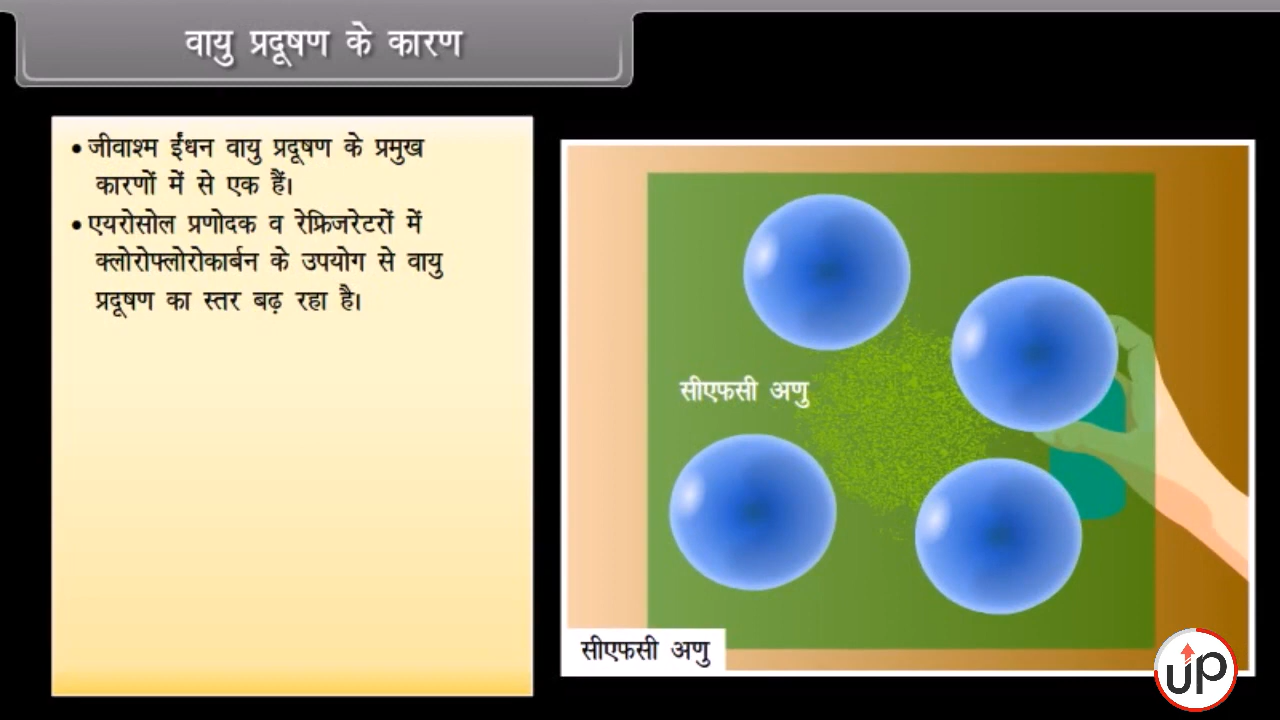 वायु प्रदूषण के कारण
• जीवाश्म ईंधन वायु प्रदूषण के प्रमुख
कारणों में से एक हैं।
• एयरोसोल प्रणोदक व रेफ्रिजरेटरों में
क्लोरोफ्लोरोकार्बन के उपयोग से वायु
प्रदूषण का स्तर बढ़ रहा है।
सीएफसी अणु
सीएफसी अणु
UP